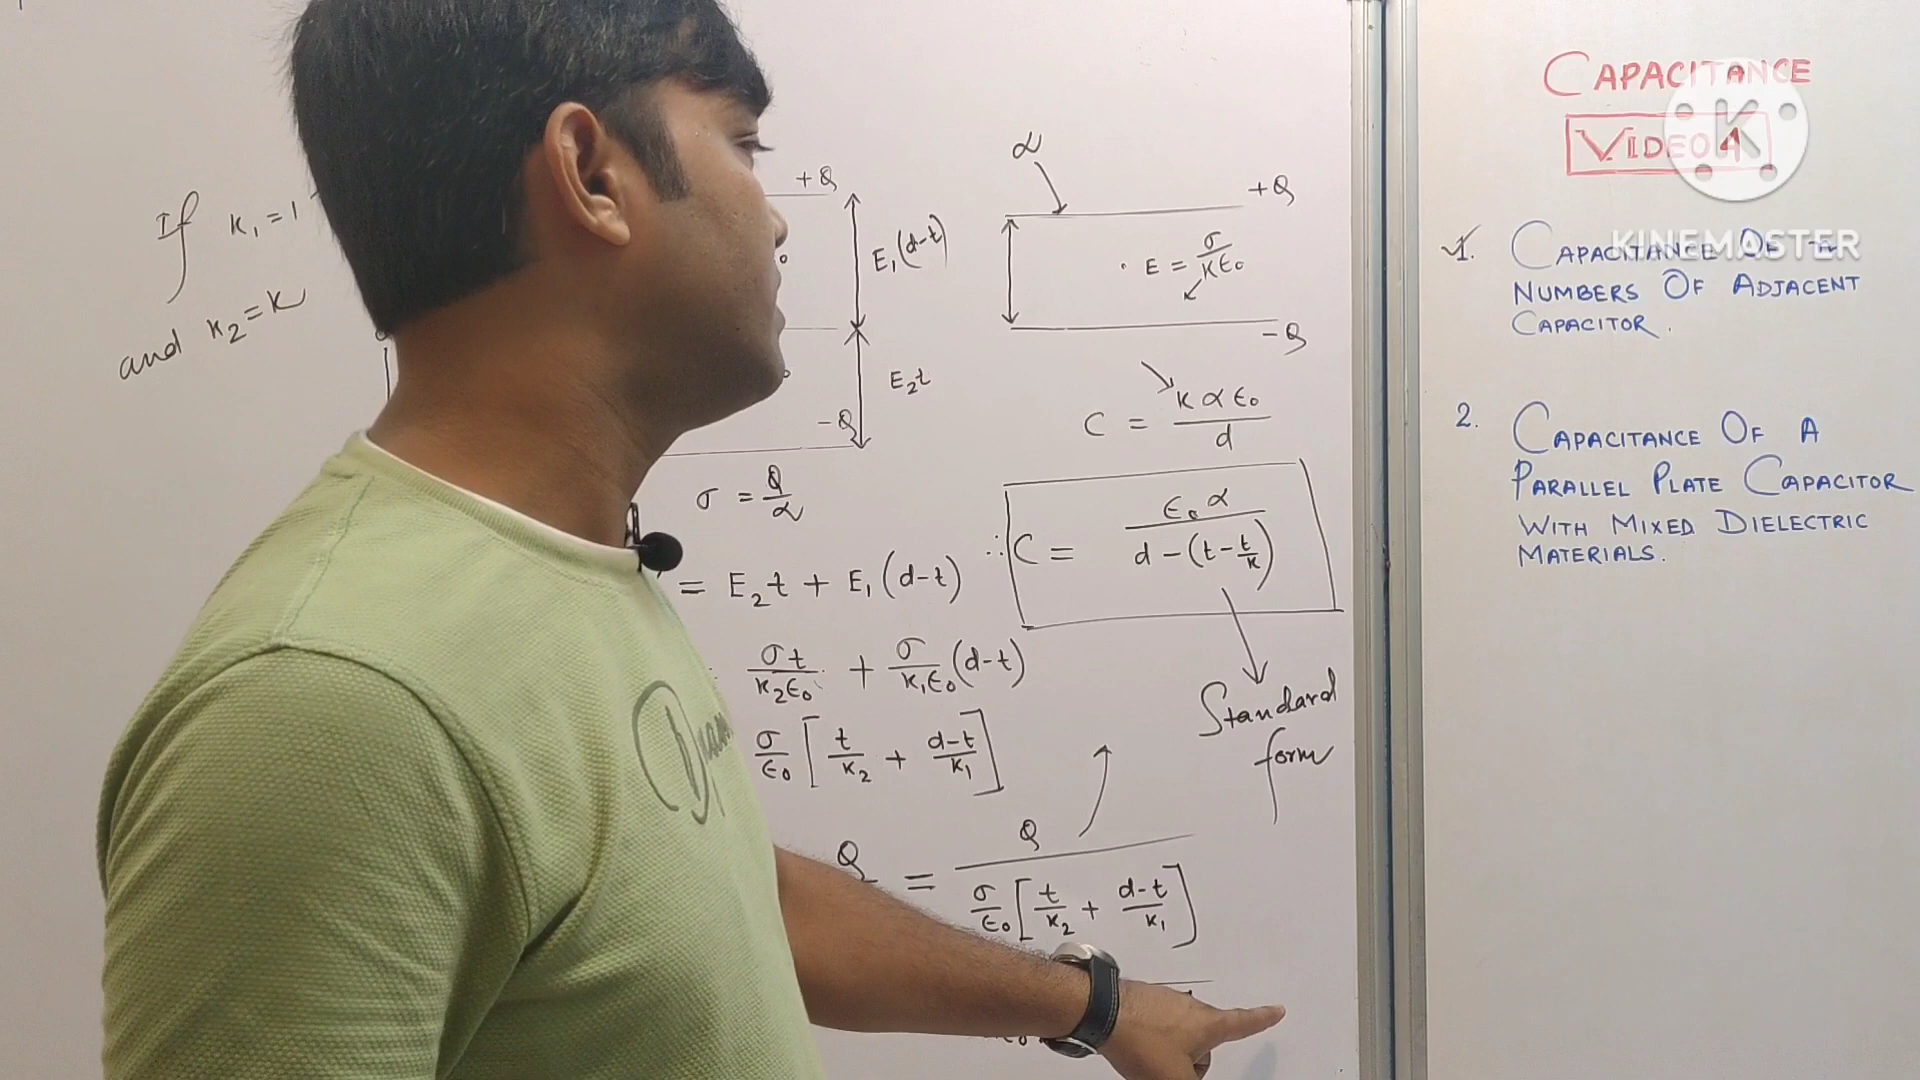 If K₁ = 1
and K₂ = K
+Q
E₁(d-t)
E₂t
-Q
σ = Q/α
= E₂t + E₁(d-t)
σt/K₂ε₀ + σ/K₁ε₀ (d-t)
σ/ε₀ [t/K₂ + d-t/K₁]
Q = Q / σ/ε₀ [t/K₂ + d-t/K₁]
α
+Q
E = σ/Kε₀
-Q
C = Kαε₀/d
∴ C = ε₀α / d-(t-t/K)
Standard
form
CAPACITANCE
VIDEO 4
KINEMASTER
1. CAPACITANCE OF
NUMBERS OF ADJACENT
CAPACITOR.
2. CAPACITANCE OF A
PARALLEL PLATE CAPACITOR
WITH MIXED DIELECTRIC
MATERIALS.